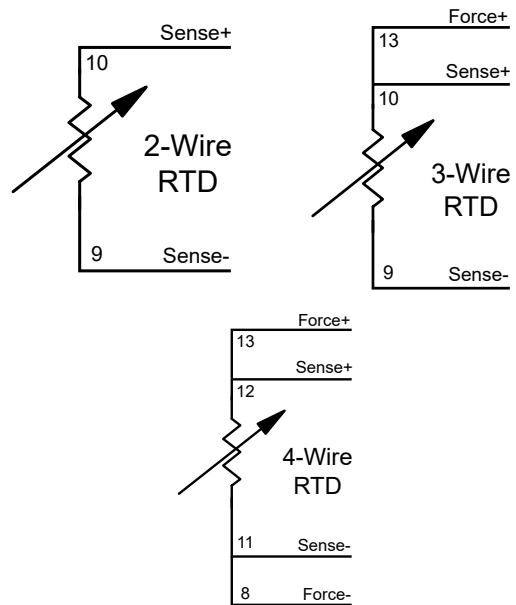 Sense+
10
2-Wire
RTD
9
Sense-
Force+
13
Sense+
10
3-Wire
RTD
9
Sense-
Force+
13
Sense+
12
4-Wire
RTD
11
Sense-
8
Force-